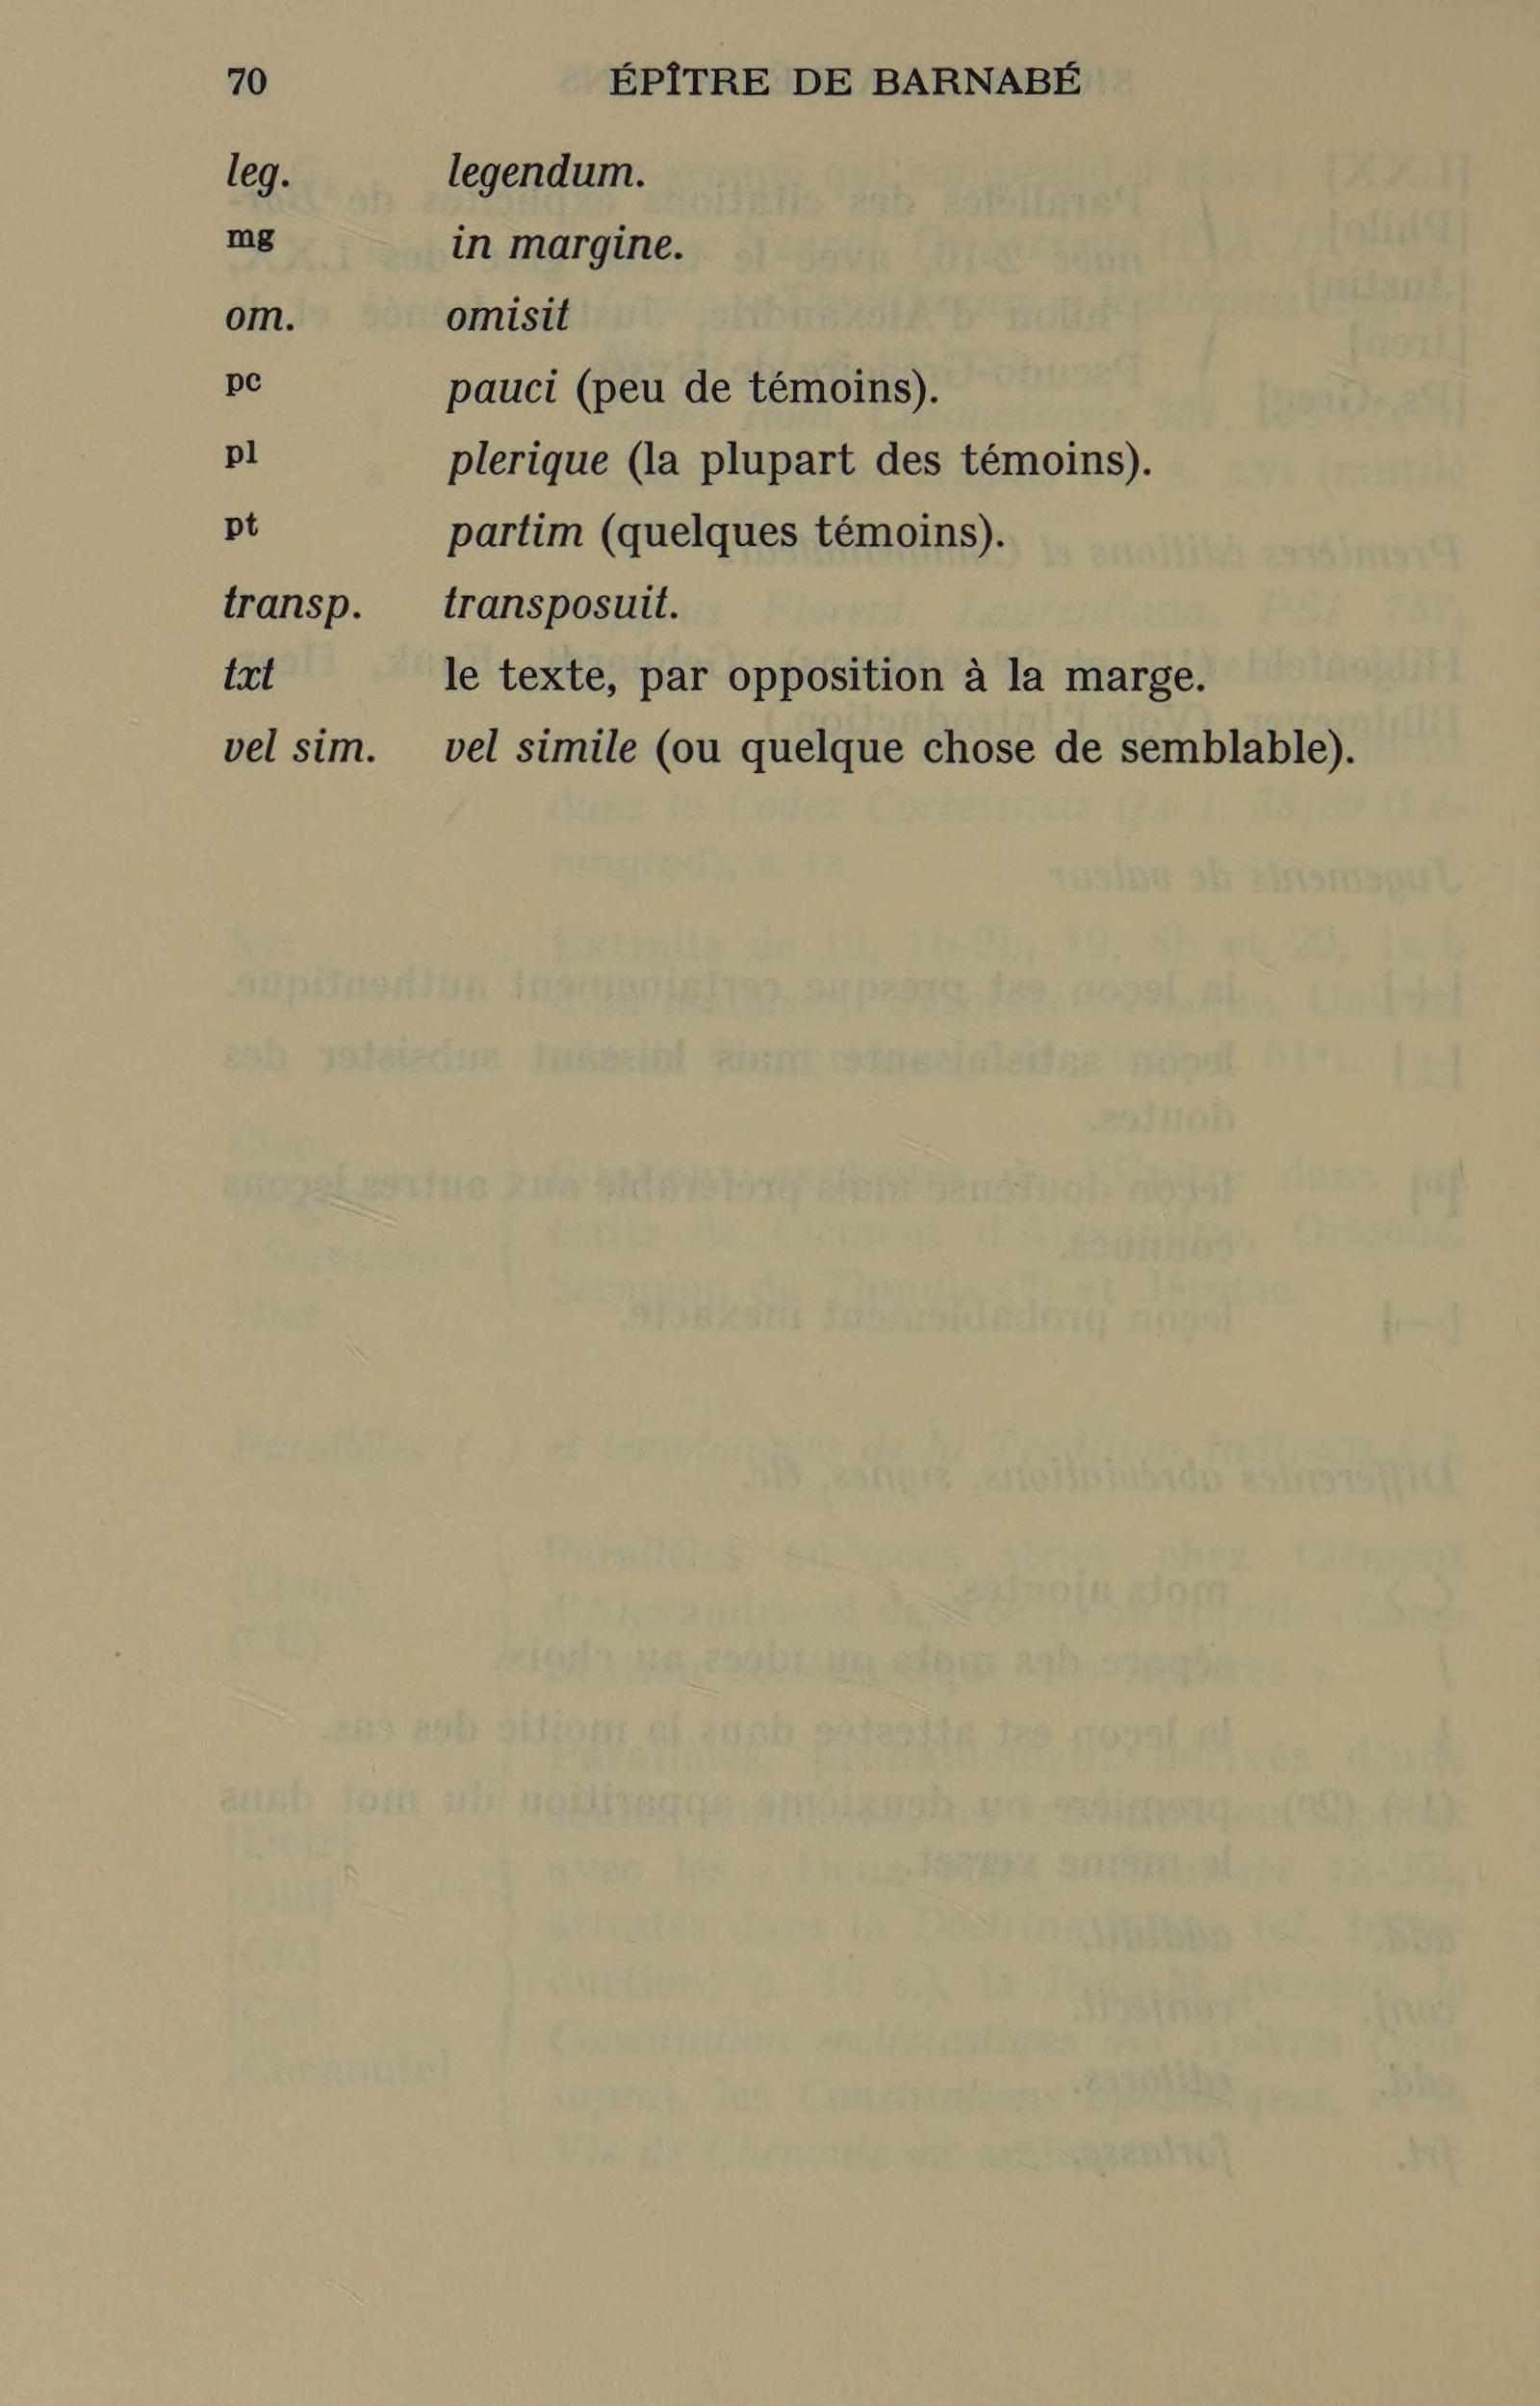 70 ÉPÎTRE DE BARNABÉ
leg. legendum.
mg in margine.
om. omisit
pc pauci (peu de témoins).
pl plerique (la plupart des témoins).
pt partim (quelques témoins).
transp. transposuit.
txt le texte, par opposition à la marge.
vel sim. vel simile (ou quelque chose de semblable).